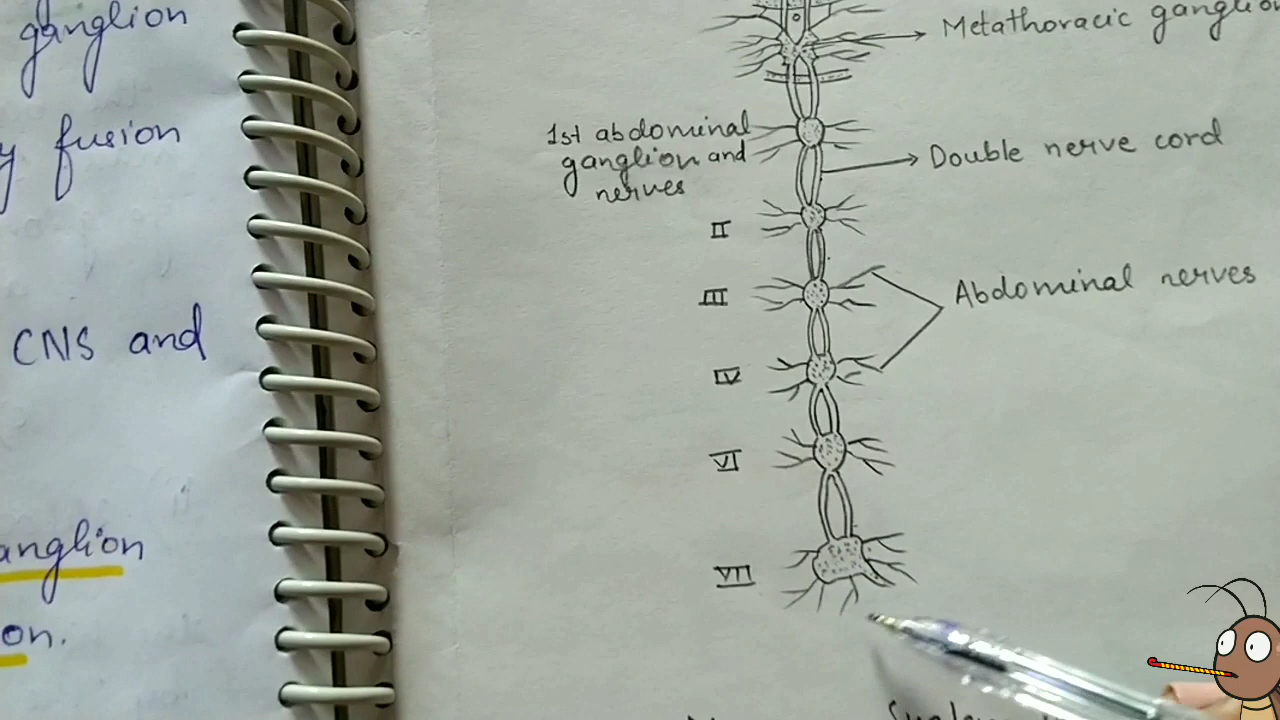 ganglion
fusion
CNS and
anglion
on.
Metathoracic ganglion
1st abdominal
ganglion and
nerves
Double nerve cord
II
III
Abdominal nerves
IV
VI
VII